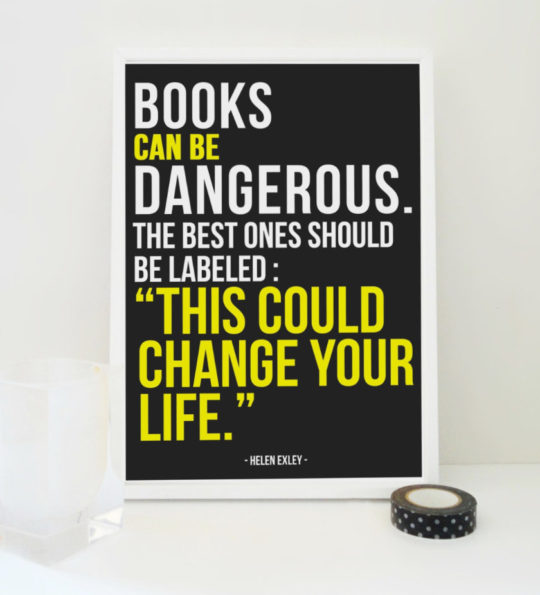 BOOKS
CAN BE
DANGEROUS.
THE BEST ONES SHOULD
BE LABELED :
“THIS COULD
CHANGE YOUR
LIFE.”
- HELEN EXLEY -